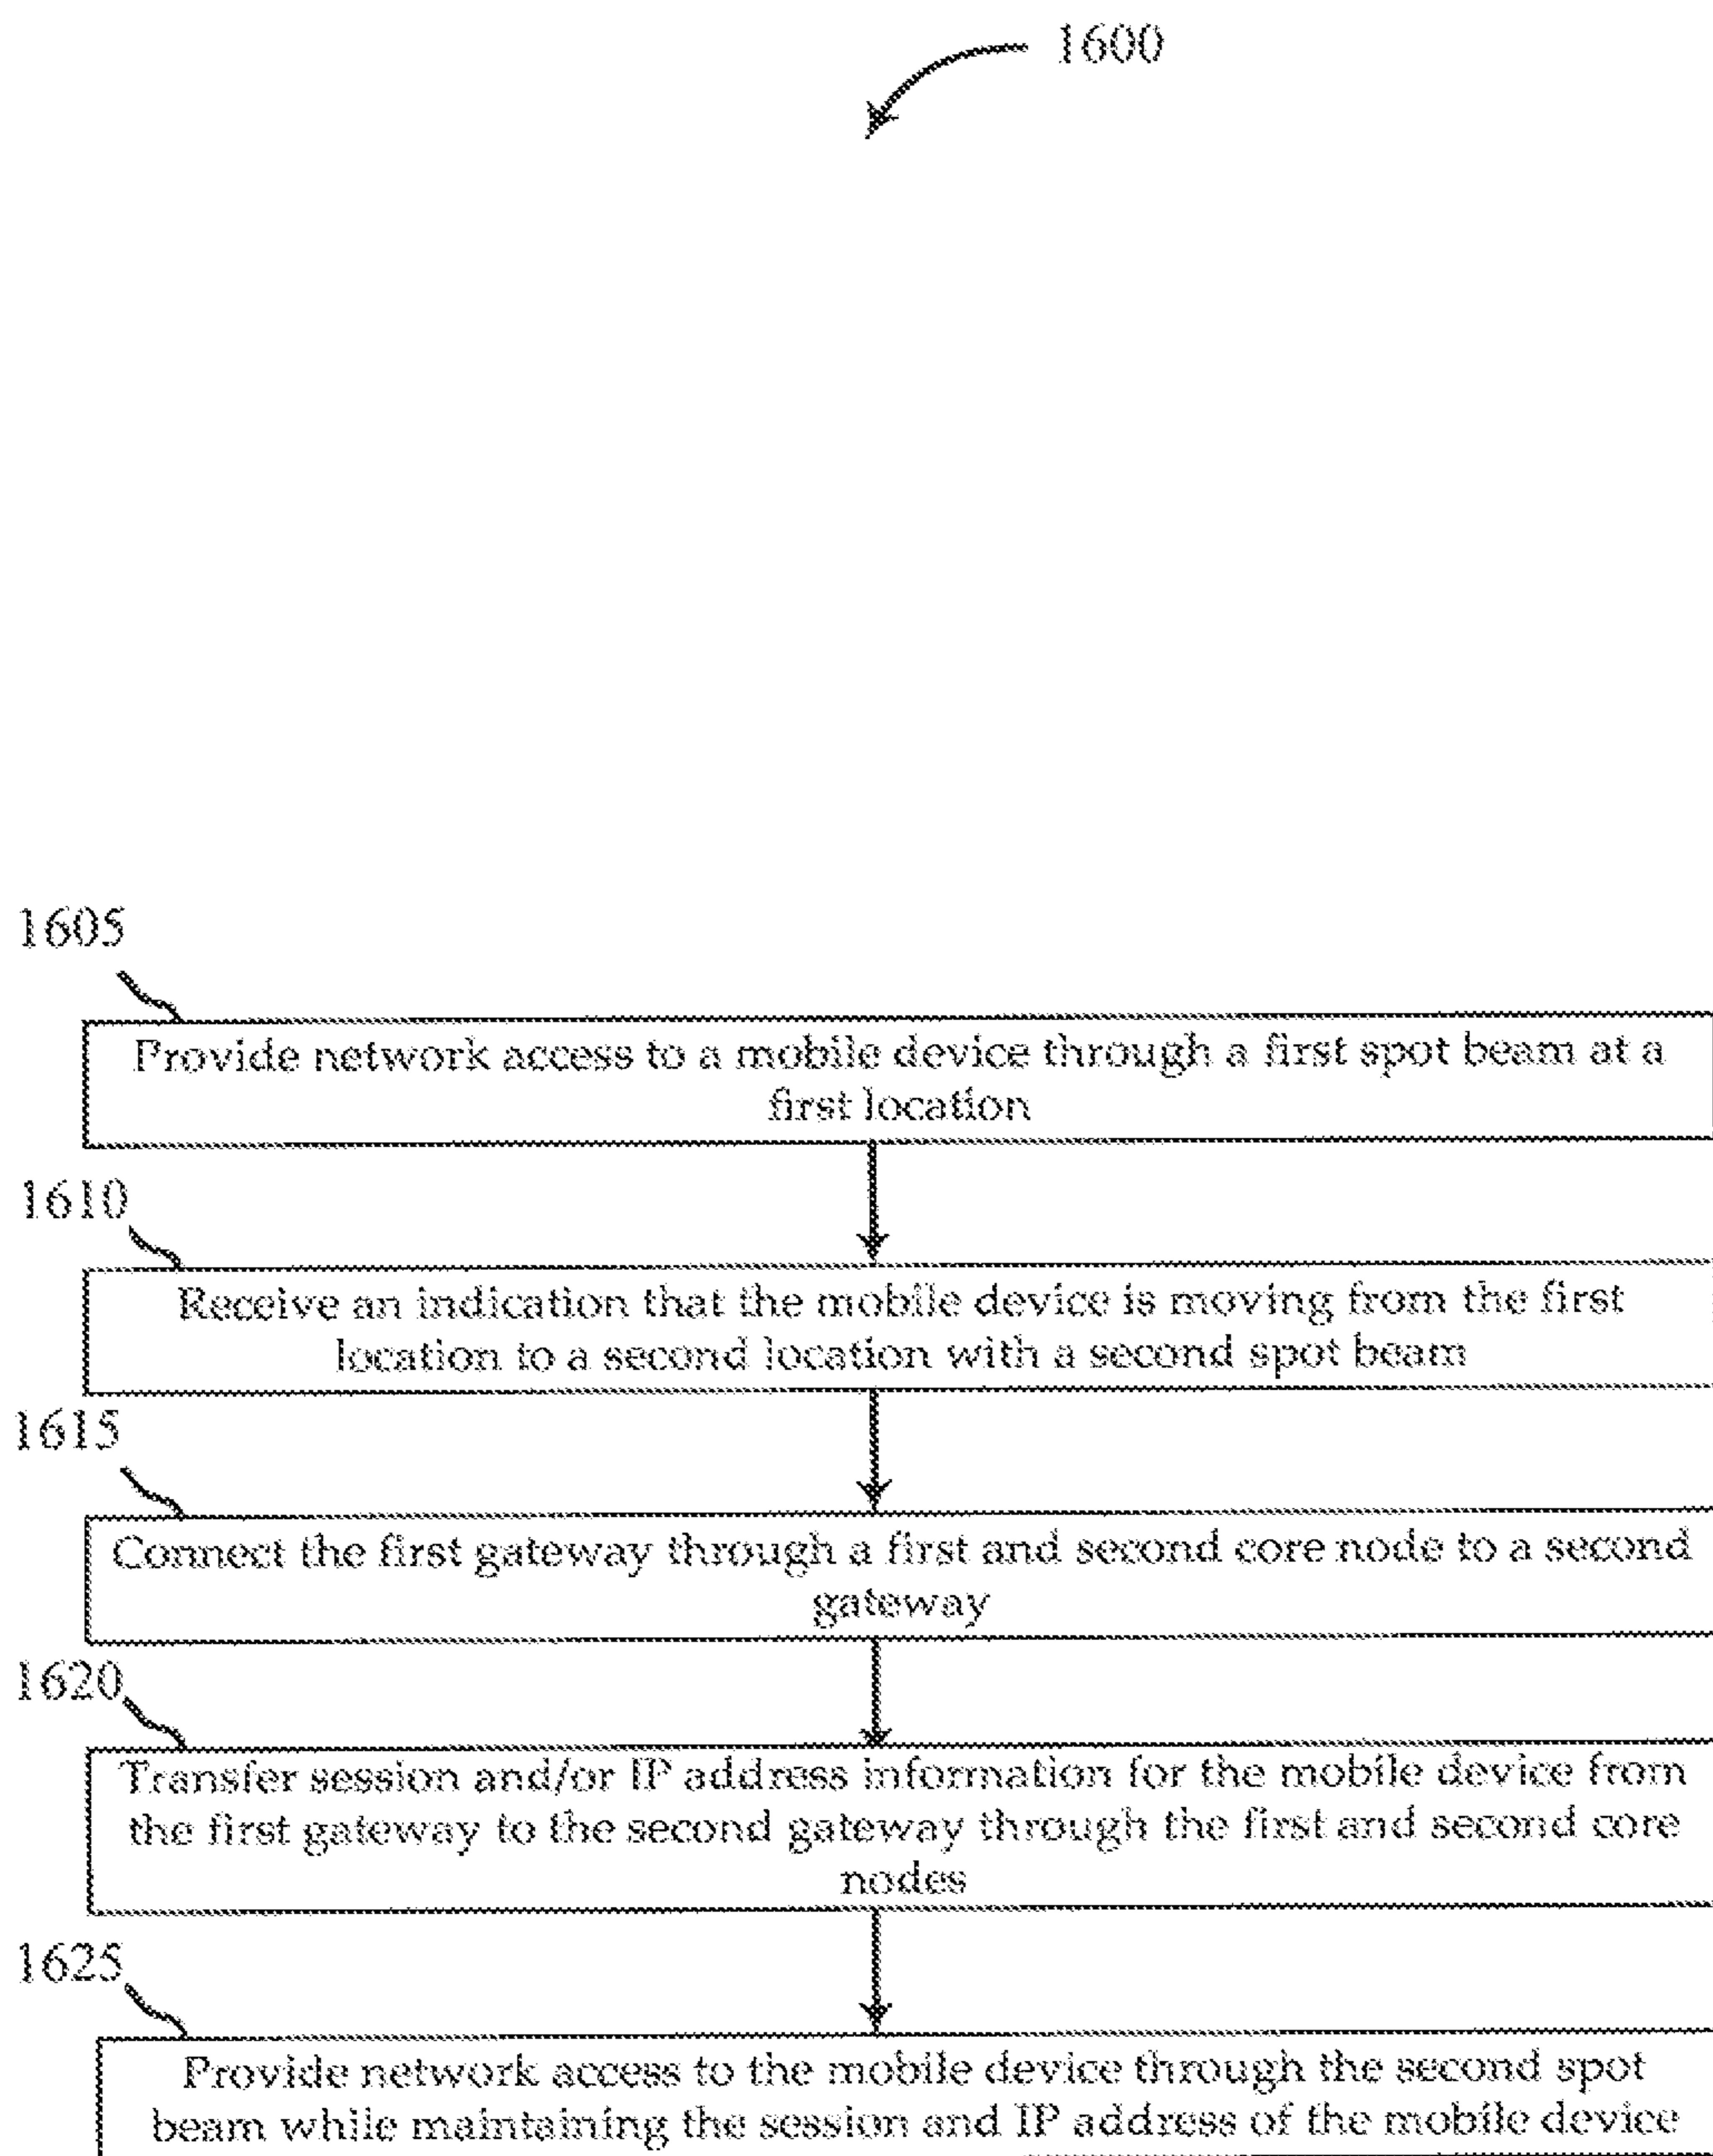 1600
1605
Provide network access to a mobile device through a first spot beam at a
first location
1610
Receive an indication that the mobile device is moving from the first
location to a second location with a second spot beam
1615
Connect the first gateway through a first and second core node to a second
gateway
1620
Transfer session and/or IP address information for the mobile device from
the first gateway to the second gateway through the first and second core
nodes
1625
Provide network access to the mobile device through the second spot
beam while maintaining the session and IP address of the mobile device